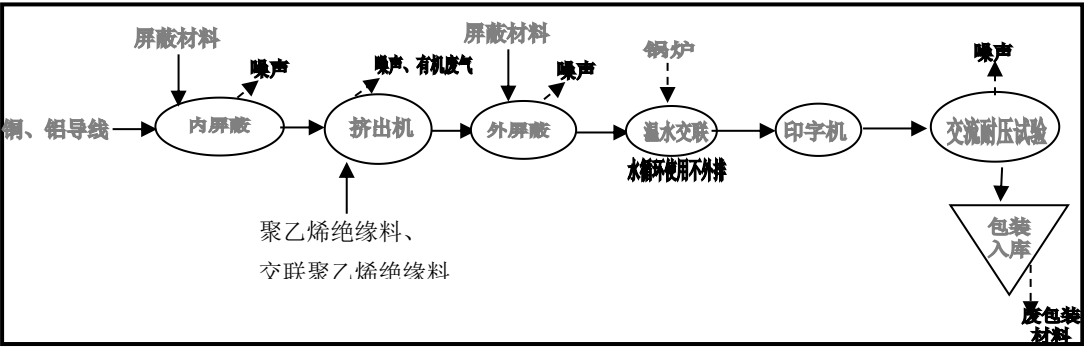 屏蔽材料
噪声
噪声、有机废气
屏蔽材料
噪声
锅炉
噪声
铜、铝导线
内屏蔽
挤出机
外屏蔽
温水交联
印字机
交流耐压试验
水循环使用不外排
聚乙烯绝缘料、
交联聚乙烯绝缘料
包装
入库
废包装
材料